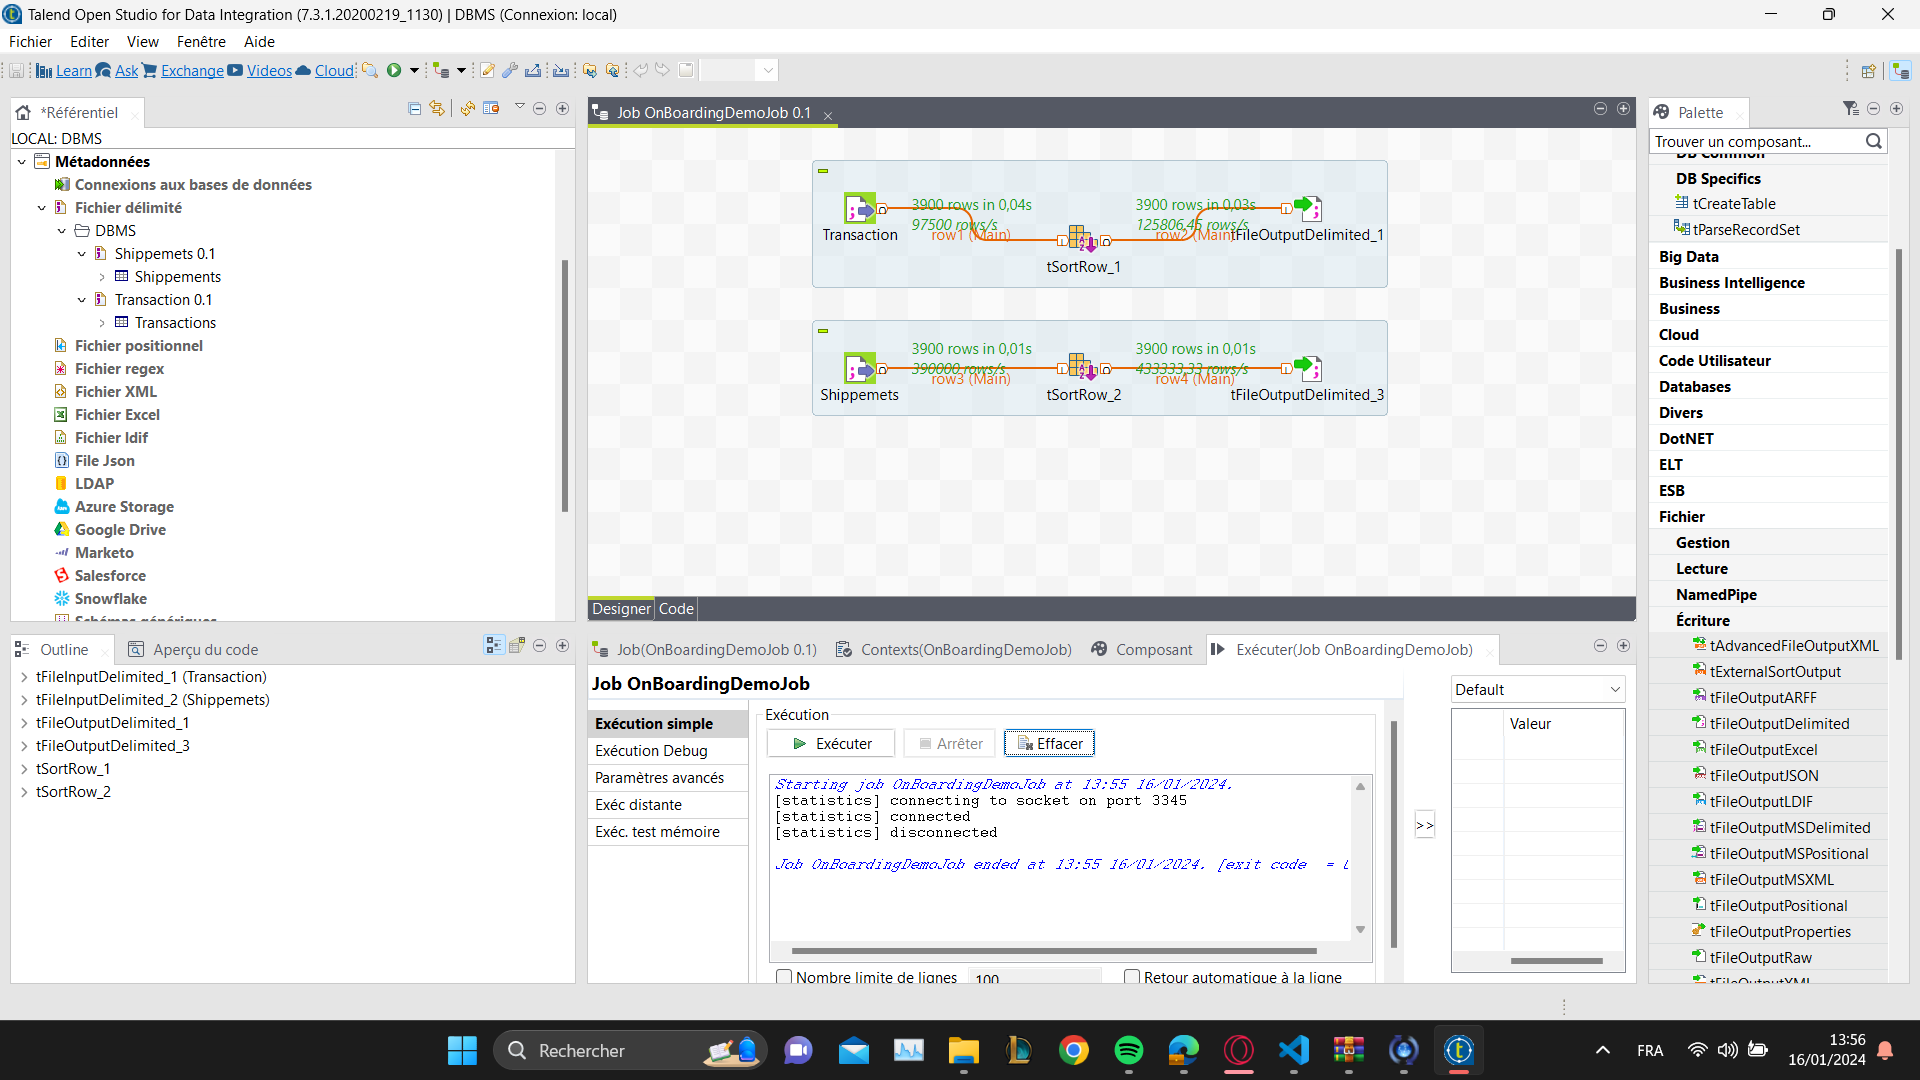 Talend Open Studio for Data Integration (7.3.1.20200219_1130) | DBMS (Connexion: local)
Fichier Editer View Fenêtre Aide
Learn Ask Exchange Videos Cloud
*Référentiel
LOCAL: DBMS
Métadonnées
Connexions aux bases de données
Fichier délimité
DBMS
Shippemets 0.1
Shippements
Transaction 0.1
Transactions
Fichier positionnel
Fichier regex
Fichier XML
Fichier Excel
Fichier ldif
File Json
LDAP
Azure Storage
Google Drive
Marketo
Salesforce
Snowflake
Schémas génériques
Outline Aperçu du code
tFileInputDelimited_1 (Transaction)
tFileInputDelimited_2 (Shippemets)
tFileOutputDelimited_1
tFileOutputDelimited_3
tSortRow_1
tSortRow_2
Job OnBoardingDemoJob 0.1
3900 rows in 0,04s
97500 rows/s
row1 (Main)
3900 rows in 0,03s
125806,45 rows/s
row2 (Main)
Transaction
tSortRow_1
tFileOutputDelimited_1
3900 rows in 0,01s
390000 rows/s
row3 (Main)
3900 rows in 0,01s
433333,33 rows/s
row4 (Main)
Shippemets
tSortRow_2
tFileOutputDelimited_3
Designer Code
Job(OnBoardingDemoJob 0.1) Contexts(OnBoardingDemoJob) Composant Exécuter(Job OnBoardingDemoJob)
Job OnBoardingDemoJob
Exécution simple
Exécution Debug
Paramètres avancés
Exéc distante
Exéc. test mémoire
Exécution
Exécuter Arrêter Effacer
Starting job OnBoardingDemoJob at 13:55 16/01/2024.
[statistics] connecting to socket on port 3345
[statistics] connected
[statistics] disconnected
Job OnBoardingDemoJob ended at 13:55 16/01/2024. [exit code =
Nombre limite de lignes 100 Retour automatique à la ligne
>>
Default
Valeur
Palette
Trouver un composant...
DB Common
DB Specifics
tCreateTable
tParseRecordSet
Big Data
Business Intelligence
Business
Cloud
Code Utilisateur
Databases
Divers
DotNET
ELT
ESB
Fichier
Gestion
Lecture
NamedPipe
Écriture
tAdvancedFileOutputXML
tExternalSortOutput
tFileOutputARFF
tFileOutputDelimited
tFileOutputExcel
tFileOutputJSON
tFileOutputLDIF
tFileOutputMSDelimited
tFileOutputMSPositional
tFileOutputMSXML
tFileOutputPositional
tFileOutputProperties
tFileOutputRaw
tFileOutputXML
Rechercher
FRA
13:56
16/01/2024